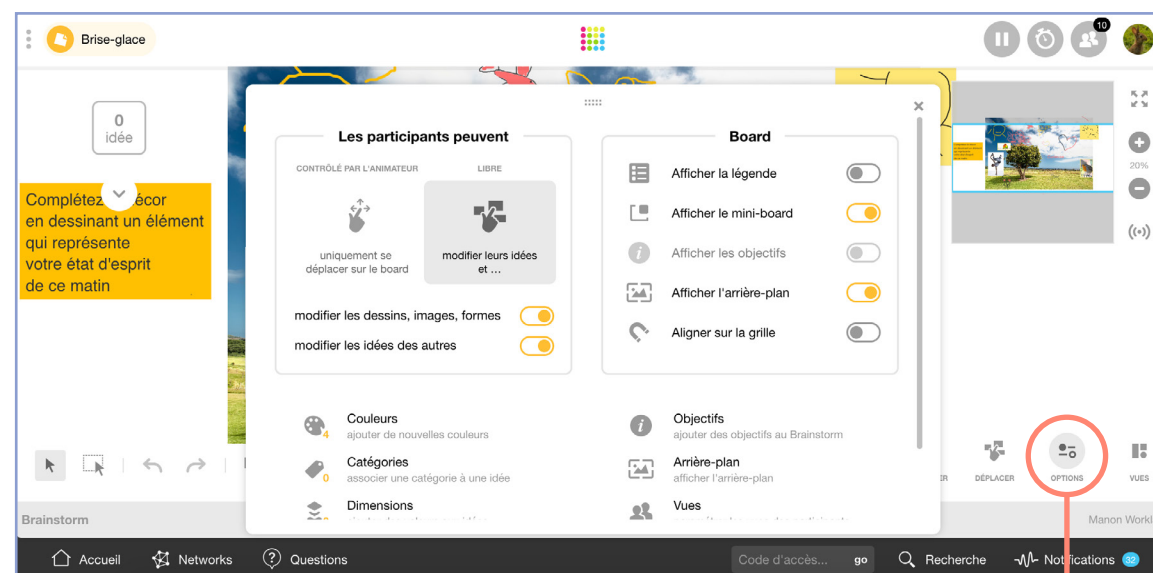 Brise-glace
10
0
idée
Complétez écor
en dessinant un élément
qui représente
votre état d'esprit
de ce matin
Les participants peuvent
CONTRÔLÉ PAR L'ANIMATEUR
LIBRE
uniquement se
déplacer sur le board
modifier leurs idées
et ...
modifier les dessins, images, formes
modifier les idées des autres
Board
Afficher la légende
Afficher le mini-board
Afficher les objectifs
Afficher l'arrière-plan
Aligner sur la grille
4
Couleurs
ajouter de nouvelles couleurs
0
Catégories
associer une catégorie à une idée
Dimensions
Objectifs
ajouter des objectifs au Brainstorm
Arrière-plan
afficher l'arrière-plan
Vues
20%
ER
DÉPLACER
OPTIONS
VUES
Brainstorm
Manon Workl
Accueil
Networks
Questions
Code d'accès...
go
Recherche
Notifications
32